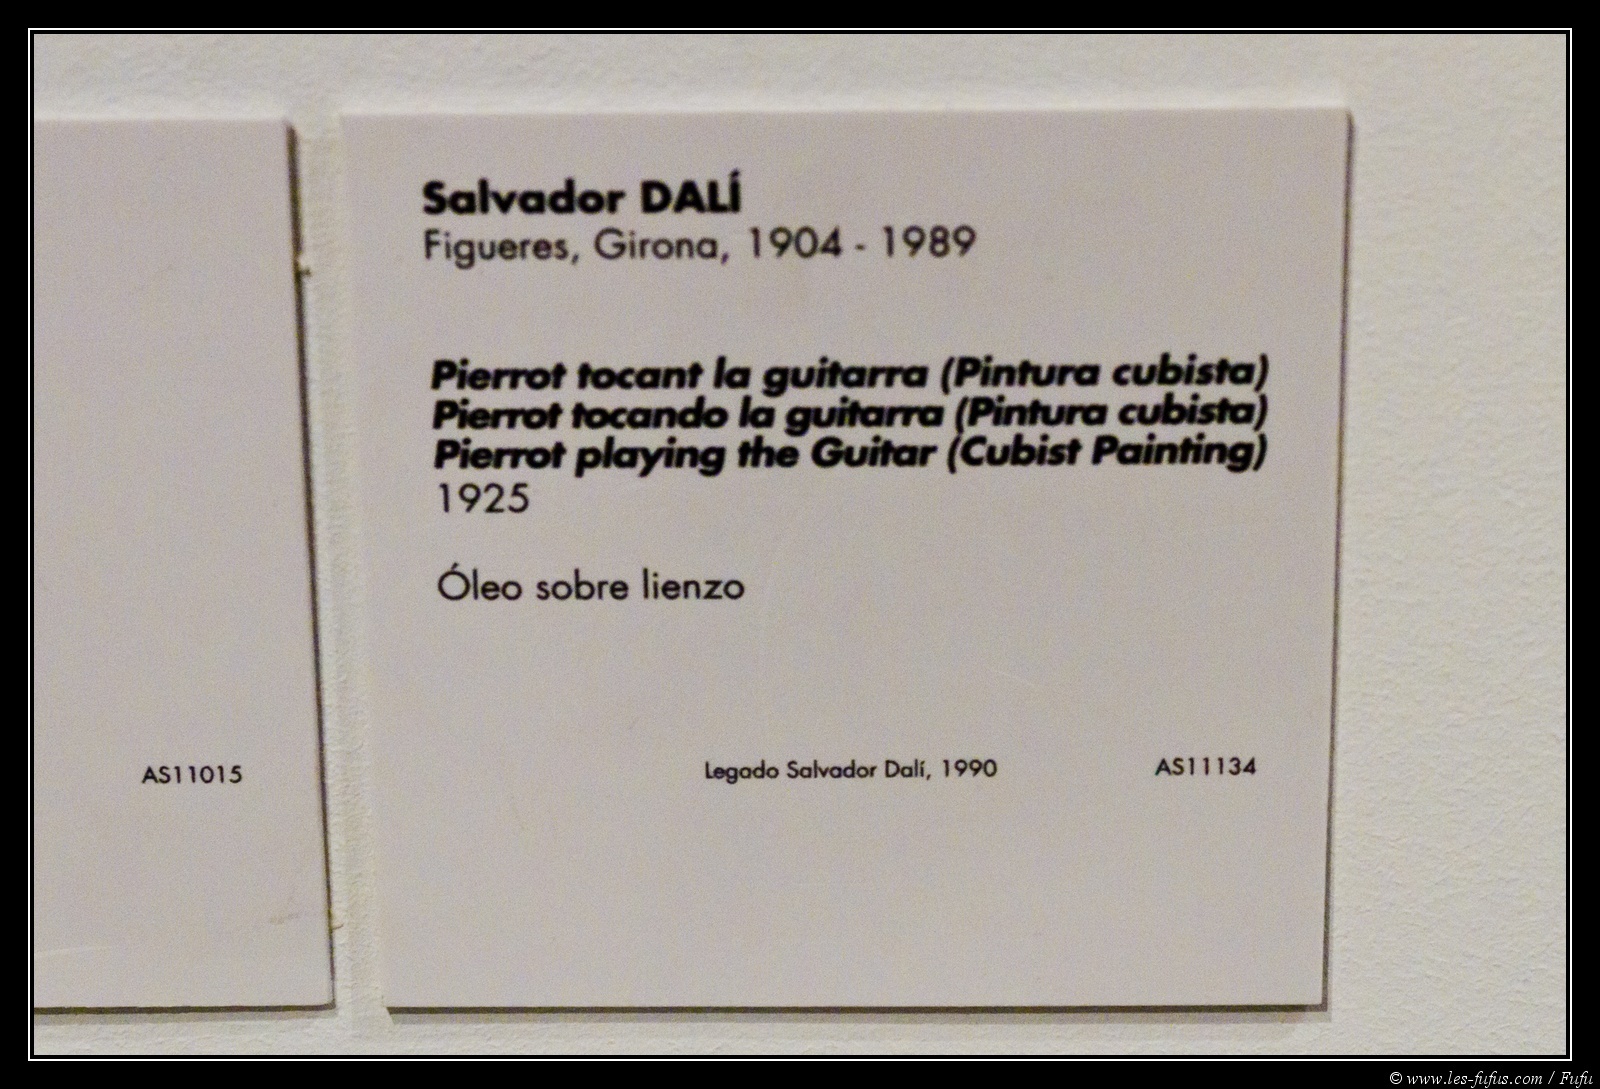 Salvador DALÍ
Figueres, Girona, 1904 - 1989
Pierrot tocant la guitarra (Pintura cubista)
Pierrot tocando la guitarra (Pintura cubista)
Pierrot playing the Guitar (Cubist Painting)
1925
Óleo sobre lienzo
Legado Salvador Dalí, 1990 AS11134
AS11015
© www.les-fufus.com / Fufu